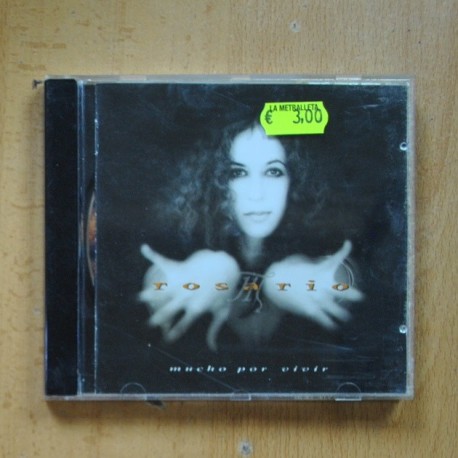 LA METRALLETA
€ 3,00
rosario
mucho por vivir